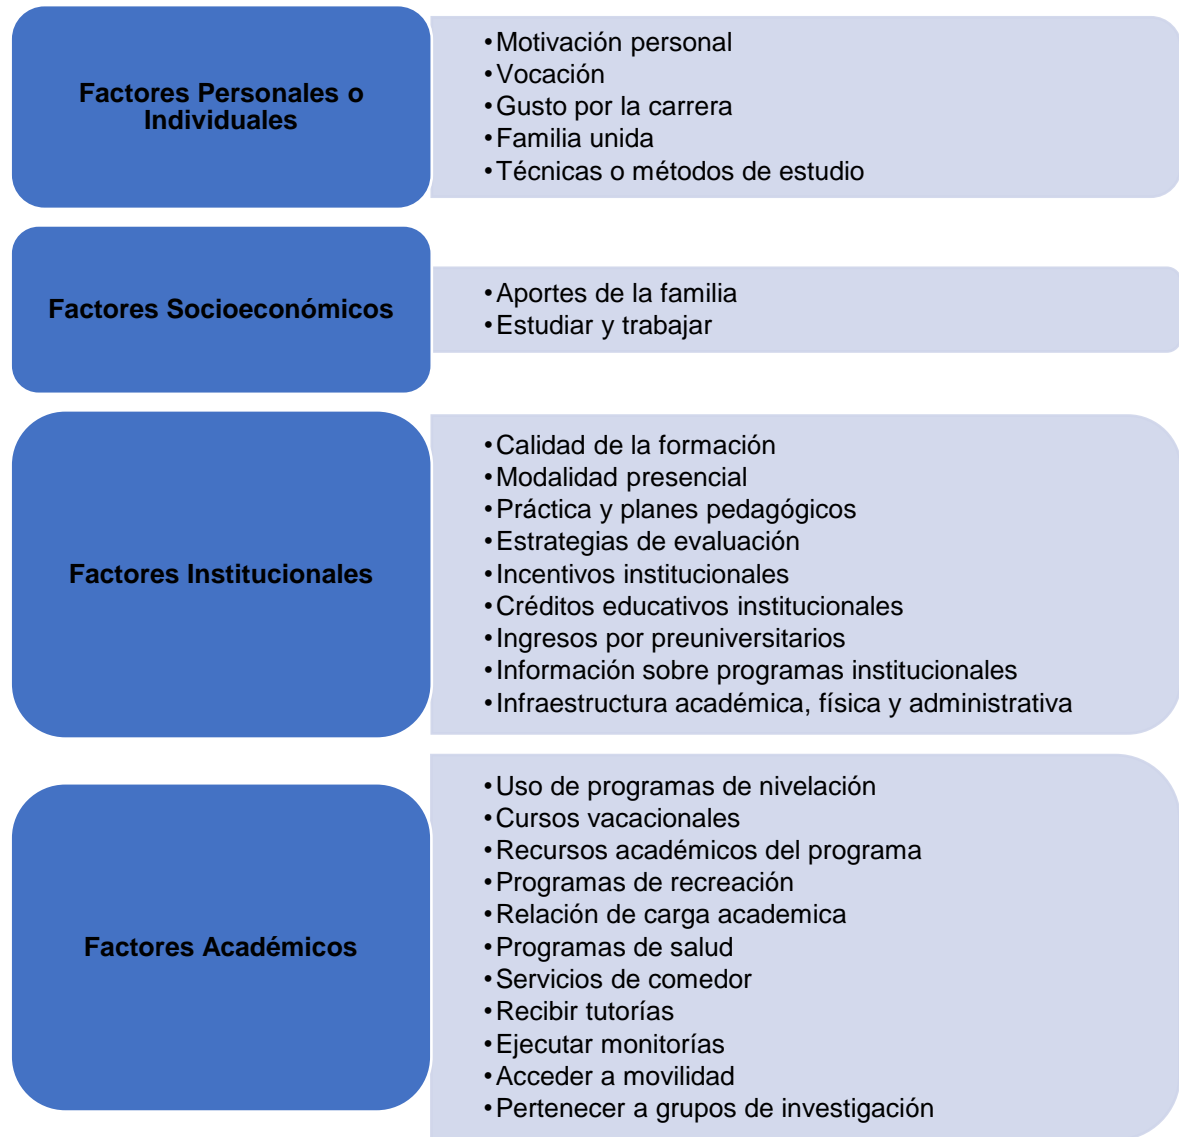 Factores Personales o
Individuales
•Motivación personal
•Vocación
•Gusto por la carrera
•Familia unida
•Técnicas o métodos de estudio
Factores Socioeconómicos
•Aportes de la familia
•Estudiar y trabajar
Factores Institucionales
•Calidad de la formación
•Modalidad presencial
•Práctica y planes pedagógicos
•Estrategias de evaluación
•Incentivos institucionales
•Créditos educativos institucionales
•Ingresos por preuniversitarios
•Información sobre programas institucionales
•Infraestructura académica, física y administrativa
Factores Académicos
•Uso de programas de nivelación
•Cursos vacacionales
•Recursos académicos del programa
•Programas de recreación
•Relación de carga academica
•Programas de salud
•Servicios de comedor
•Recibir tutorías
•Ejecutar monitorías
•Acceder a movilidad
•Pertenecer a grupos de investigación